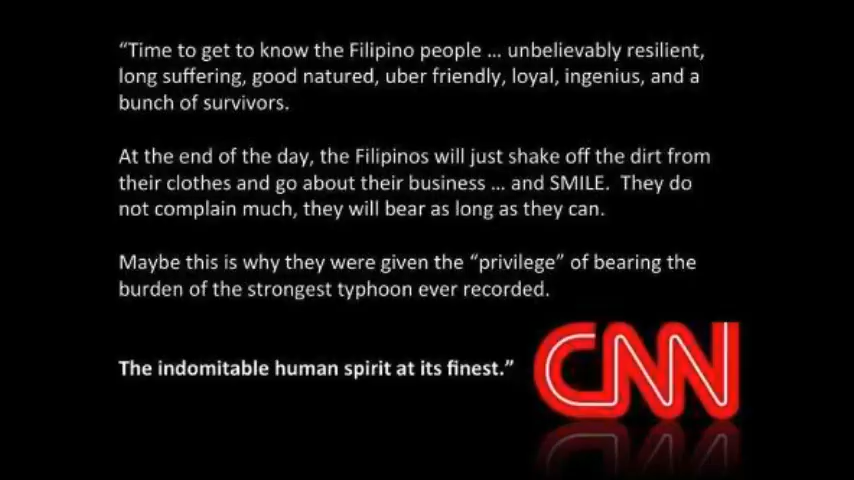 “Time to get to know the Filipino people … unbelievably resilient,
long suffering, good natured, uber friendly, loyal, ingenius, and a
bunch of survivors.
At the end of the day, the Filipinos will just shake off the dirt from
their clothes and go about their business … and SMILE. They do
not complain much, they will bear as long as they can.
Maybe this is why they were given the “privilege” of bearing the
burden of the strongest typhoon ever recorded.
The indomitable human spirit at its finest.”
CNN